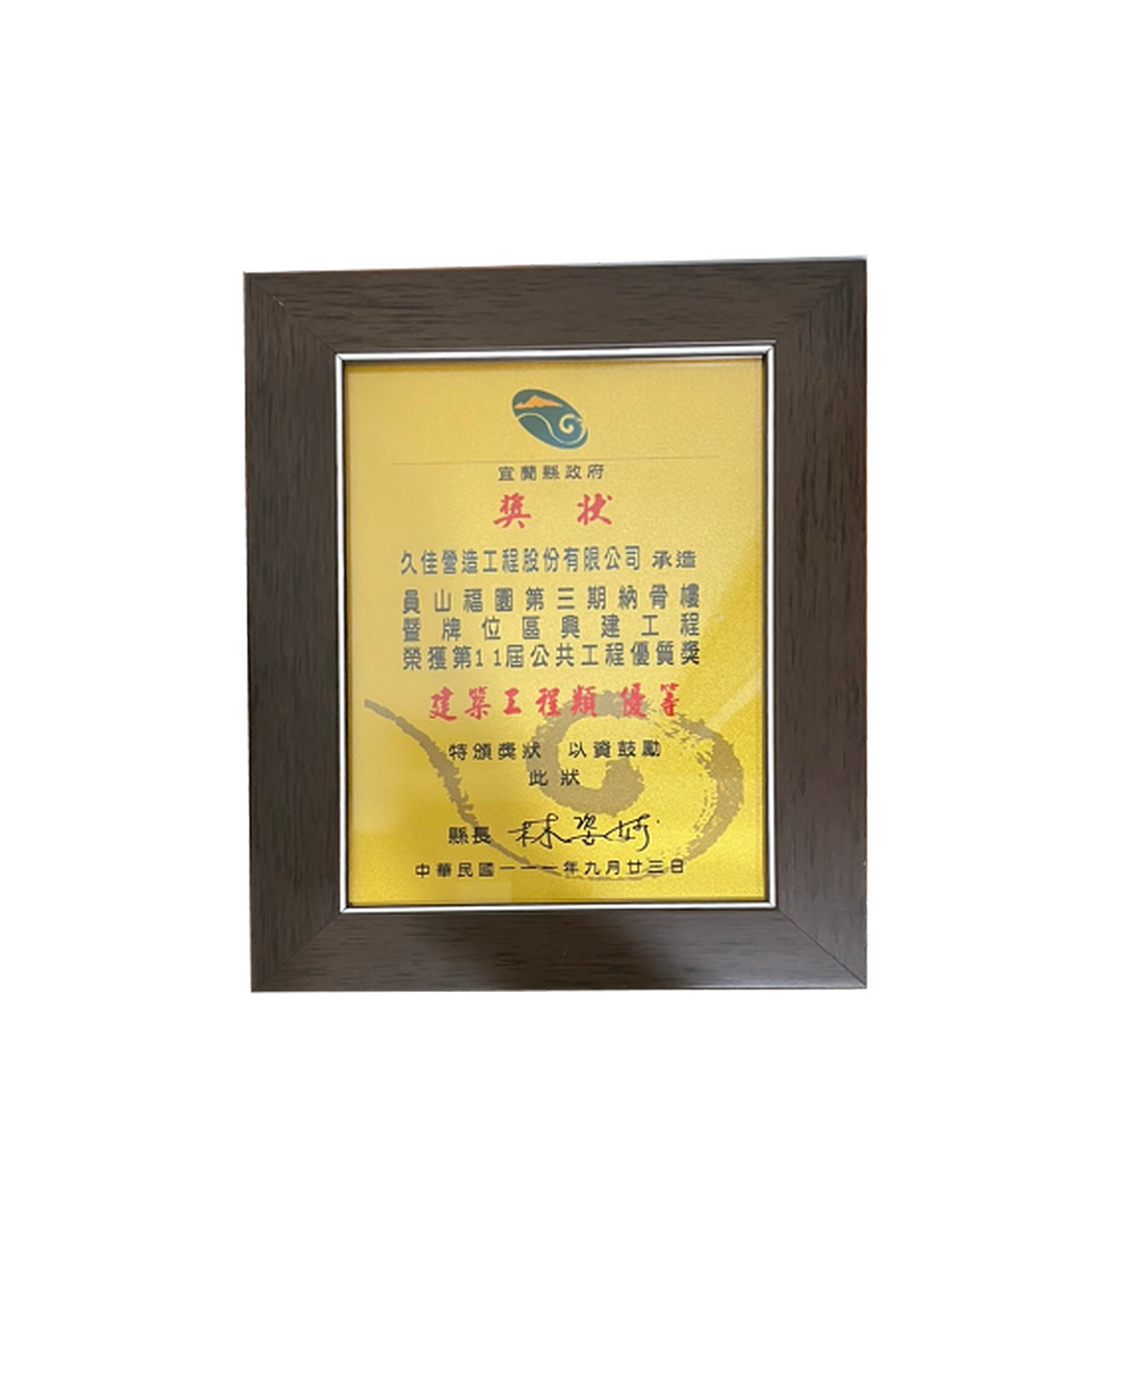 宜蘭縣政府
獎 狀
久佳營造工程股份有限公司 承造
員山福園第三期納骨樓
暨牌位區興建工程
榮獲第11屆公共工程優質獎
建築工程類 優等
特頒獎狀 以資鼓勵
此狀
縣長 林姿妙
中華民國一一一年九月廿三日